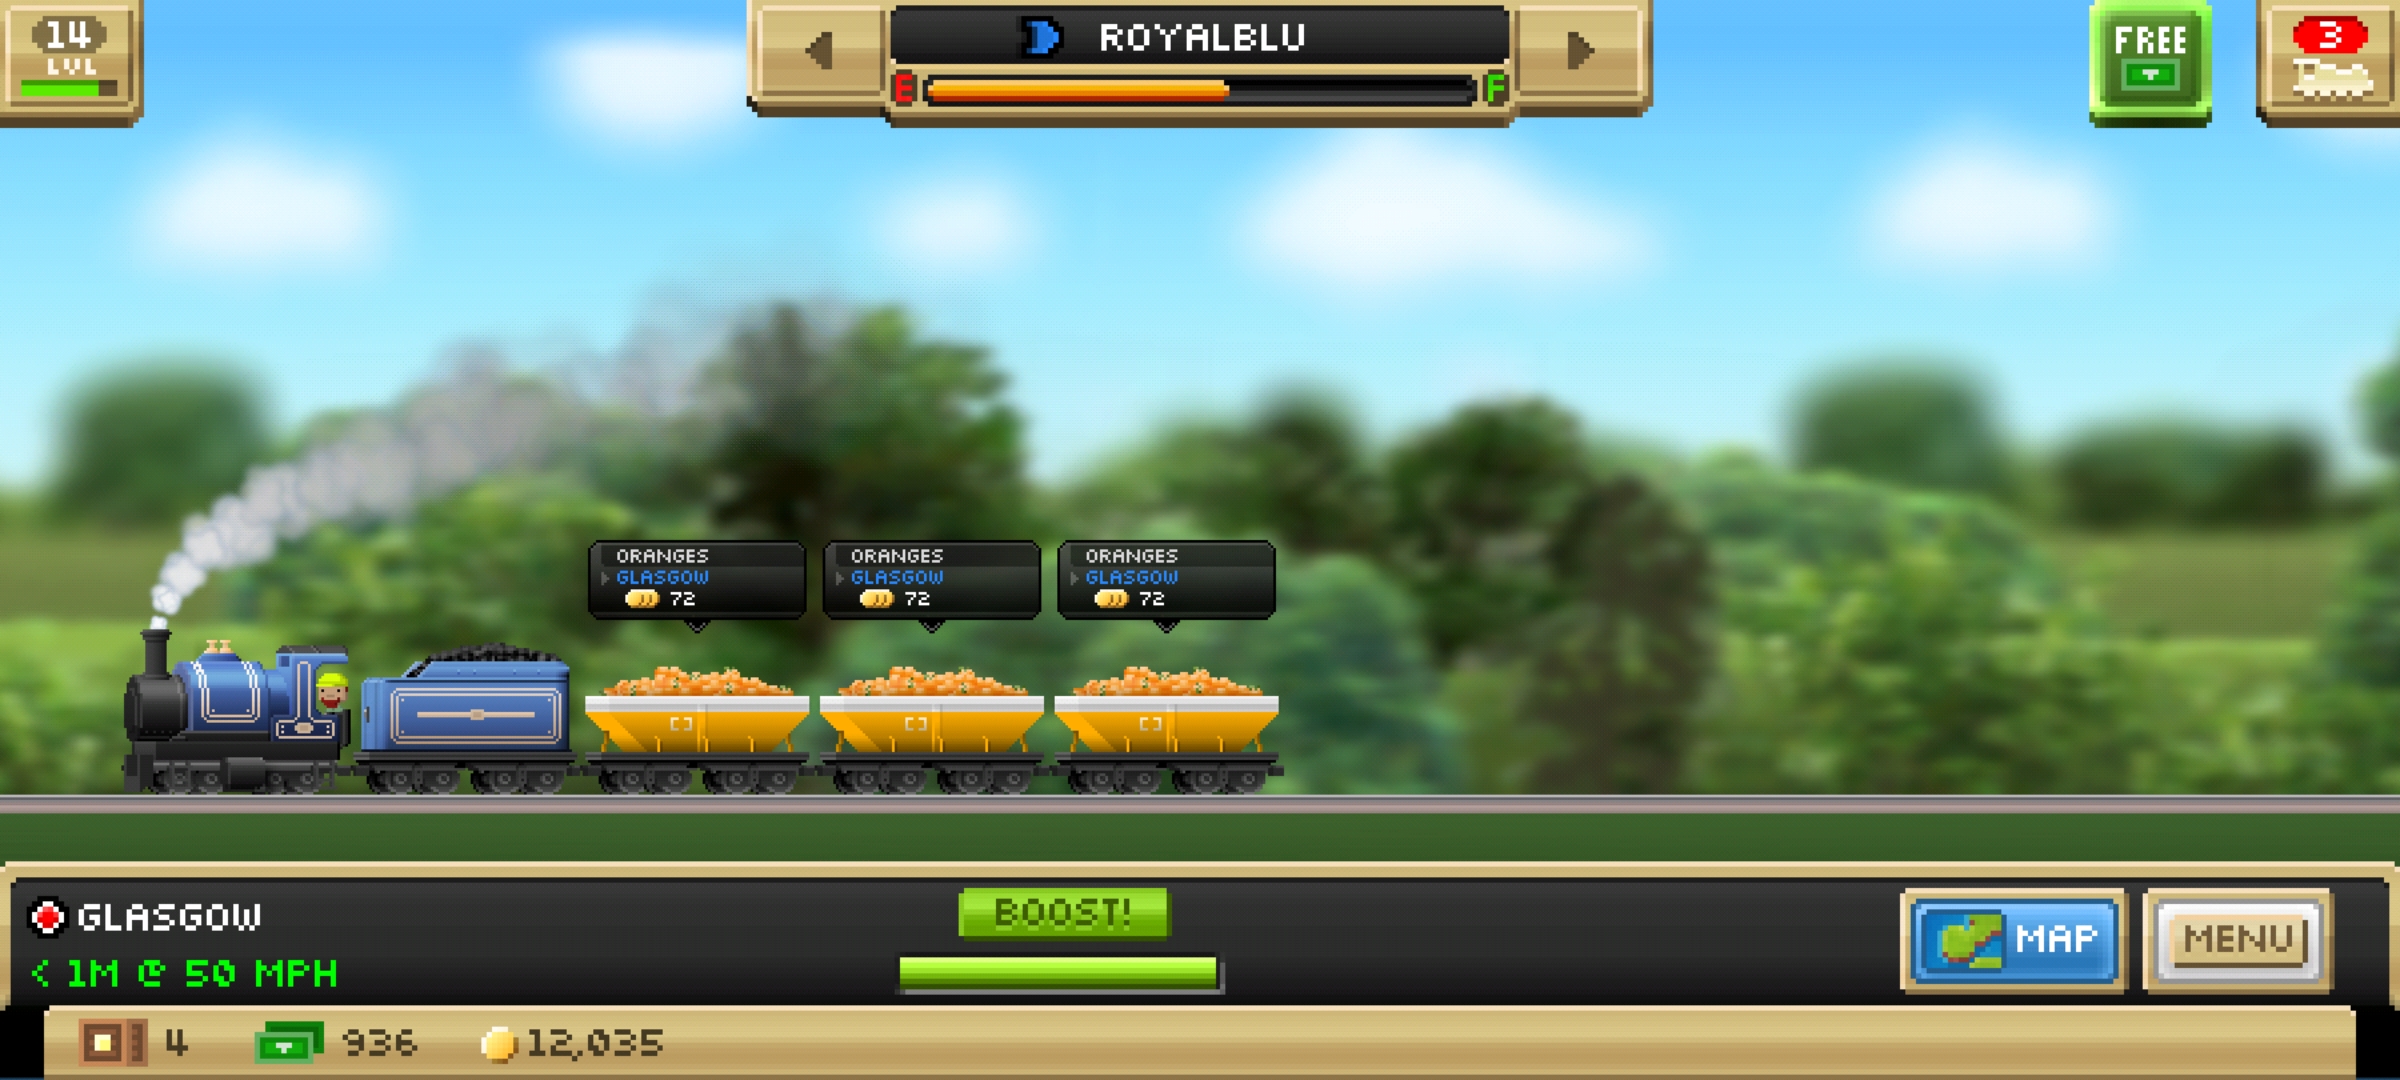 14
LVL
ROYALBLU
E F
FREE
3
ORANGES
GLASGOW
72
ORANGES
GLASGOW
72
ORANGES
GLASGOW
72
GLASGOW
< 1M @ 50 MPH
BOOST!
MAP
MENU
4
936
12,035